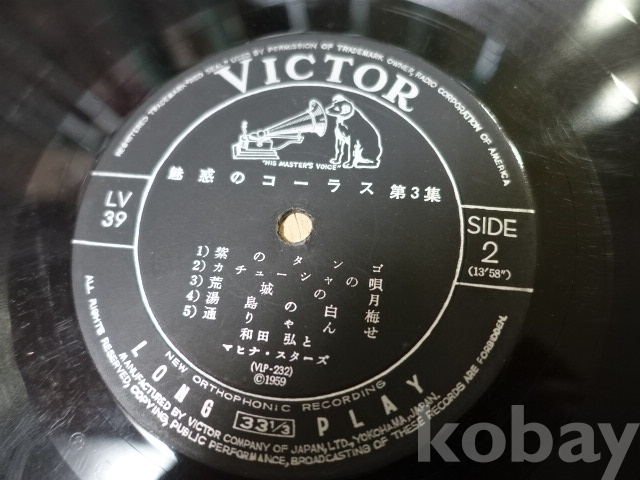 REGISTERED TRADEMARK "RED SEAL" USED BY PERMISSION OF TRADEMARK OWNER, RADIO CORPORATION OF AMERICA
VICTOR
"HIS MASTER'S VOICE"
魅惑のコーラス 第3集
LV
39
SIDE
2
(13'58")
1)紫のタンゴ
2)カチューシャの唄
3)荒城の月
4)湯島の白梅
5)通りゃんせ
和田 弘と
マヒナ・スターズ
(VLP-232)
©1959
NEW ORTHOPHONIC RECORDING
LONG 33⅓ PLAY
MANUFACTURED BY VICTOR COMPANY OF JAPAN, LTD., YOKOHAMA, JAPAN.
ALL RIGHTS RESERVED, COPYING, PUBLIC PERFORMANCE, BROADCASTING OF THESE RECORDS ARE FORBIDDEN.
kobay